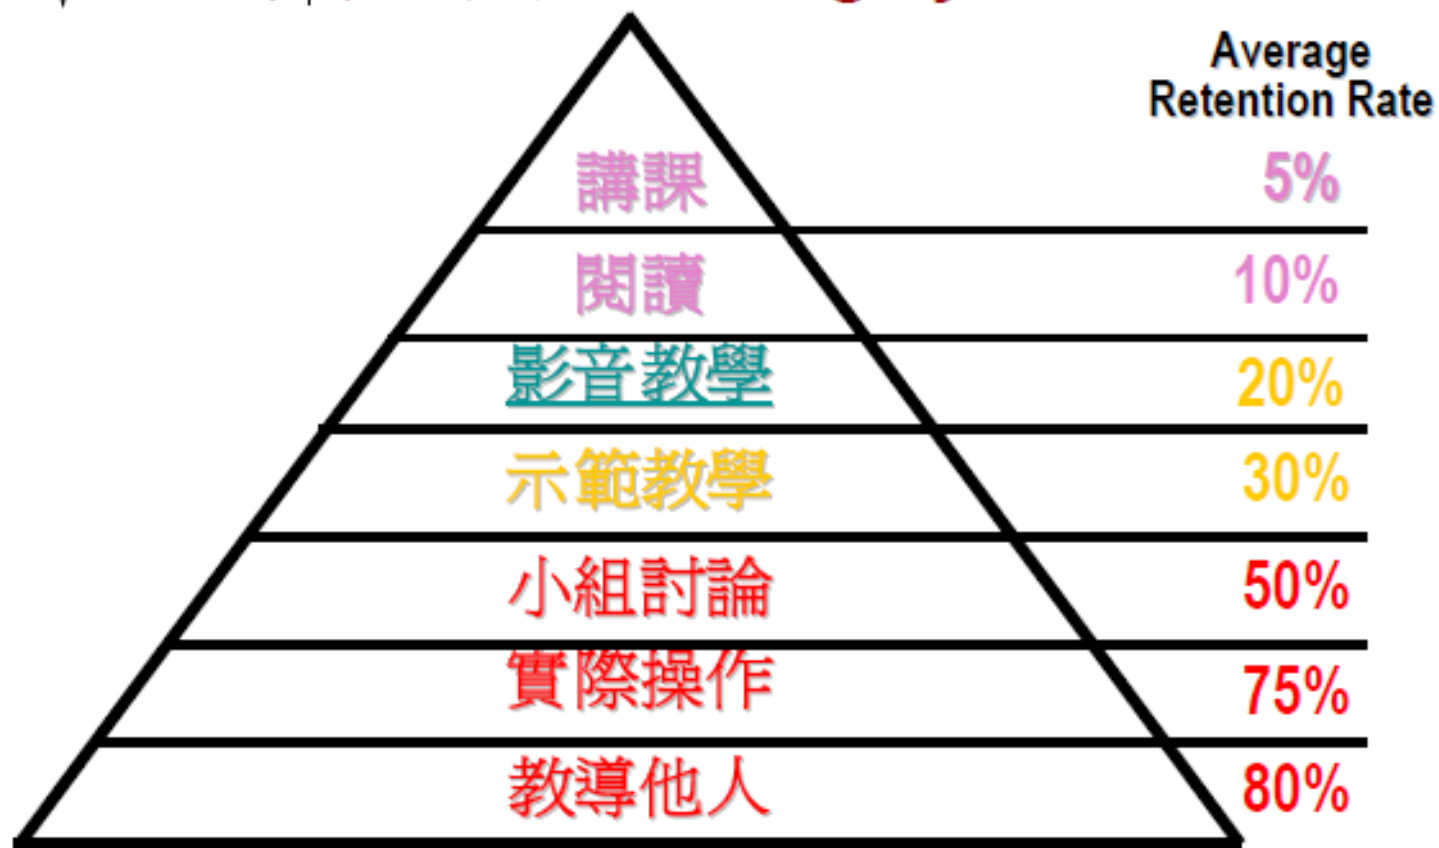 Average
Retention Rate
講課 5%
閱讀 10%
影音教學 20%
示範教學 30%
小組討論 50%
實際操作 75%
教導他人 80%